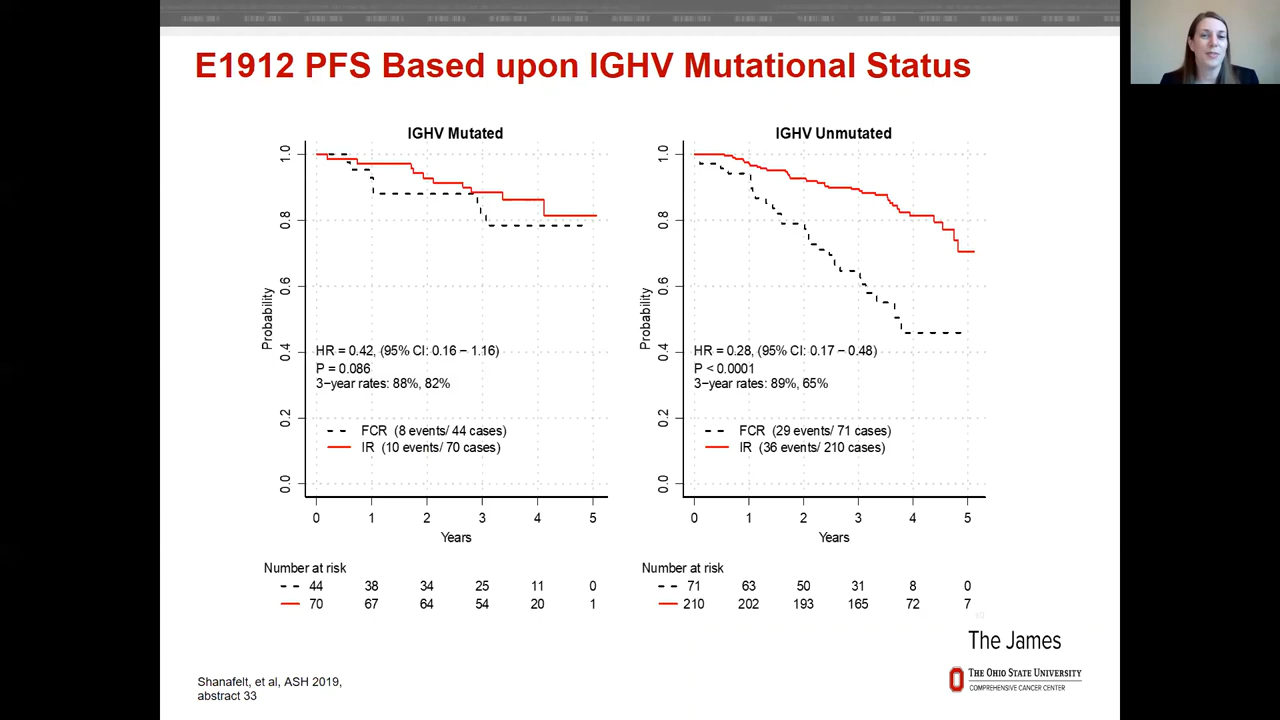 E1912 PFS Based upon IGHV Mutational Status
IGHV Mutated
1.0
0.8
0.6
0.4
0.2
0.0
Probability
HR = 0.42, (95% CI: 0.16 − 1.16)
P = 0.086
3−year rates: 88%, 82%
FCR (8 events/ 44 cases)
IR (10 events/ 70 cases)
0 1 2 3 4 5
Years
Number at risk
44 38 34 25 11 0
70 67 64 54 20 1
IGHV Unmutated
1.0
0.8
0.6
0.4
0.2
0.0
Probability
HR = 0.28, (95% CI: 0.17 − 0.48)
P < 0.0001
3−year rates: 89%, 65%
FCR (29 events/ 71 cases)
IR (36 events/ 210 cases)
0 1 2 3 4 5
Years
Number at risk
71 63 50 31 8 0
210 202 193 165 72 7
The James
THE OHIO STATE UNIVERSITY
COMPREHENSIVE CANCER CENTER
Shanafelt, et al, ASH 2019,
abstract 33